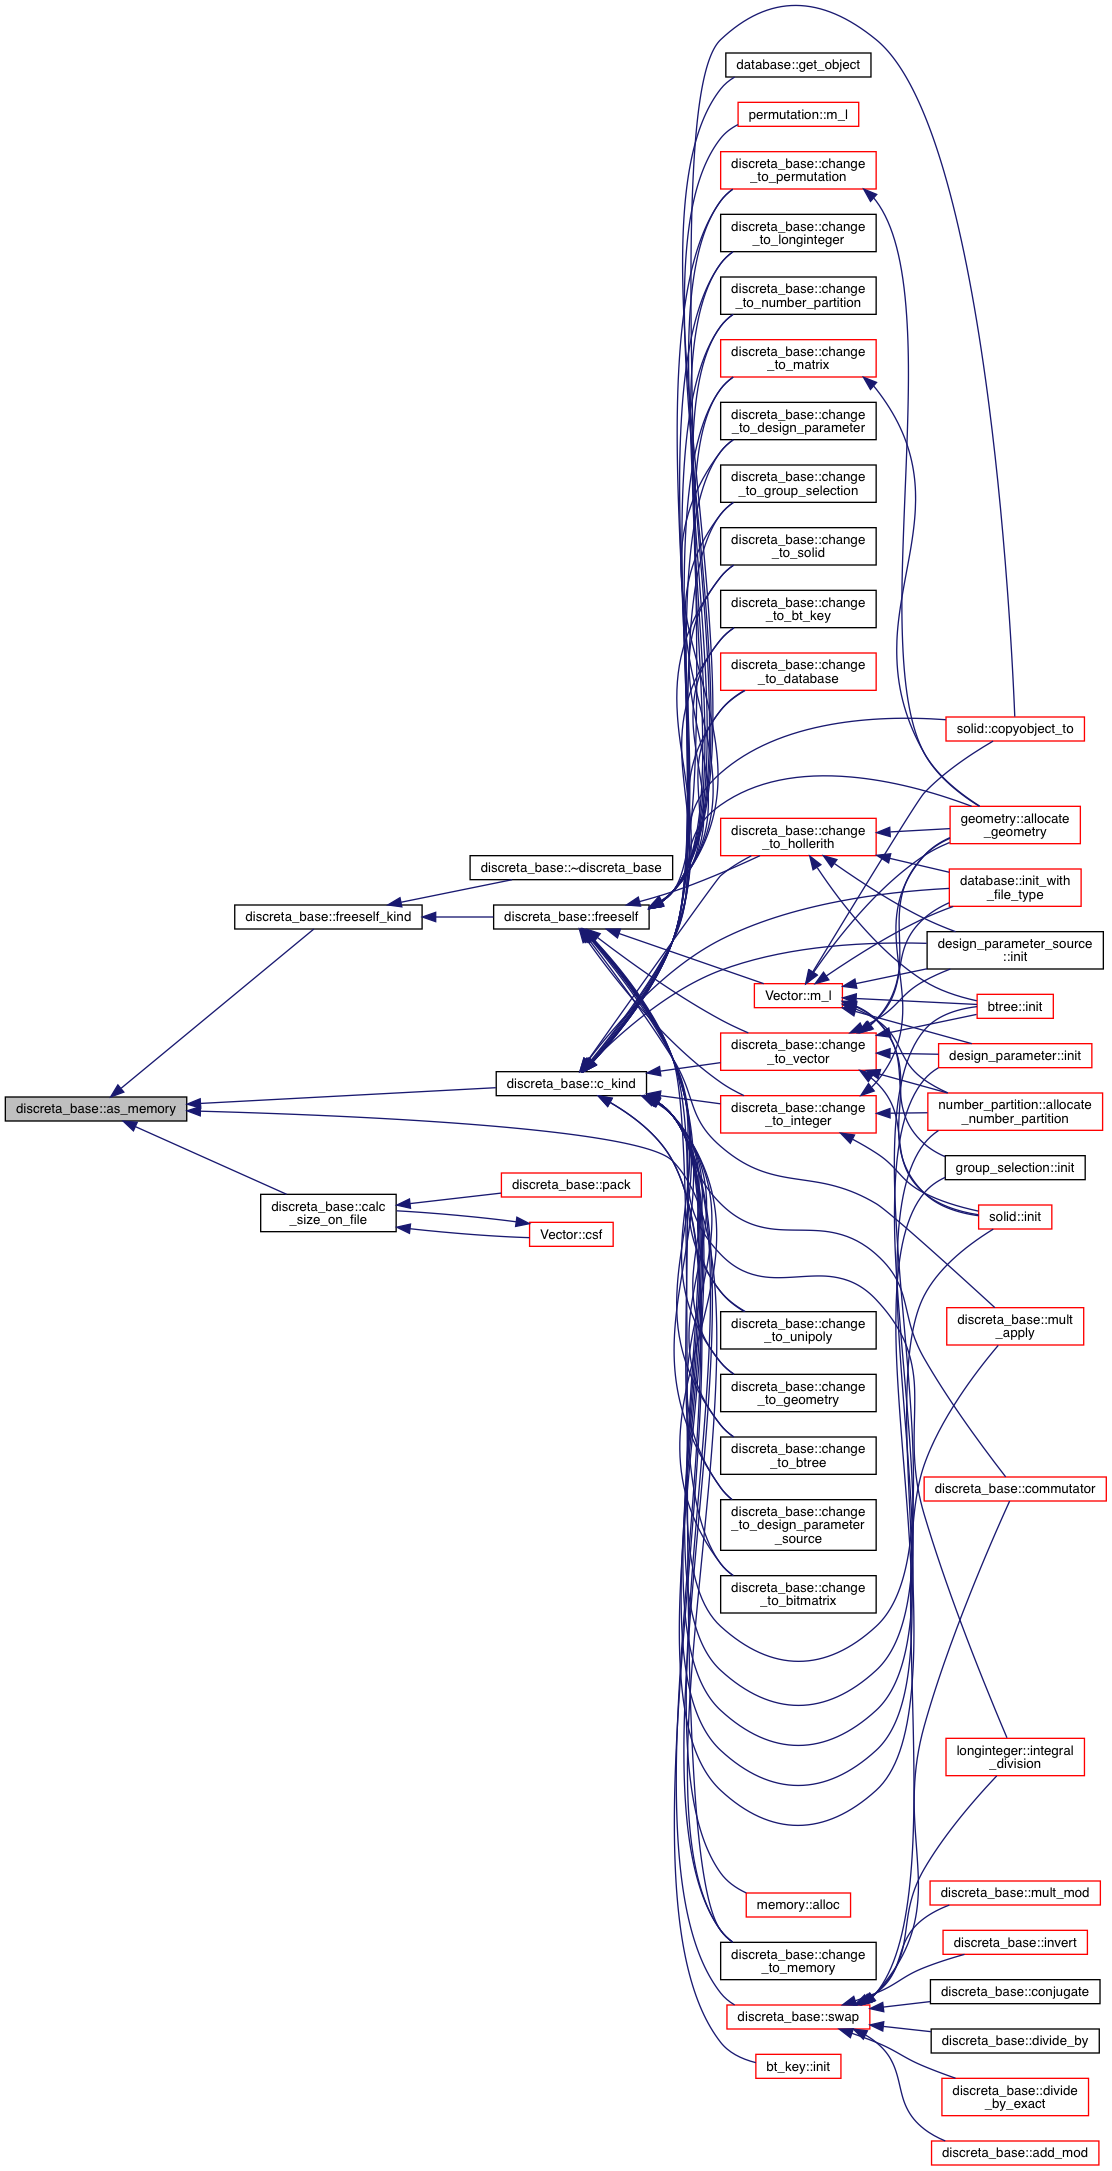 database::get_object
permutation::m_l
discreta_base::change
_to_permutation
discreta_base::change
_to_longinteger
discreta_base::change
_to_number_partition
discreta_base::change
_to_matrix
discreta_base::change
_to_design_parameter
discreta_base::change
_to_group_selection
discreta_base::change
_to_solid
discreta_base::change
_to_bt_key
discreta_base::change
_to_database
solid::copyobject_to
geometry::allocate
_geometry
discreta_base::change
_to_hollerith
discreta_base::~discreta_base
database::init_with
_file_type
discreta_base::freeself_kind
discreta_base::freeself
design_parameter_source
::init
Vector::m_l
btree::init
discreta_base::change
_to_vector
design_parameter::init
discreta_base::c_kind
discreta_base::as_memory
discreta_base::change
_to_integer
number_partition::allocate
_number_partition
group_selection::init
discreta_base::pack
discreta_base::calc
_size_on_file
solid::init
Vector::csf
discreta_base::change
_to_unipoly
discreta_base::mult
_apply
discreta_base::change
_to_geometry
discreta_base::change
_to_btree
discreta_base::commutator
discreta_base::change
_to_design_parameter
_source
discreta_base::change
_to_bitmatrix
longinteger::integral
_division
memory::alloc
discreta_base::mult_mod
discreta_base::change
_to_memory
discreta_base::invert
discreta_base::conjugate
discreta_base::swap
discreta_base::divide_by
bt_key::init
discreta_base::divide
_by_exact
discreta_base::add_mod